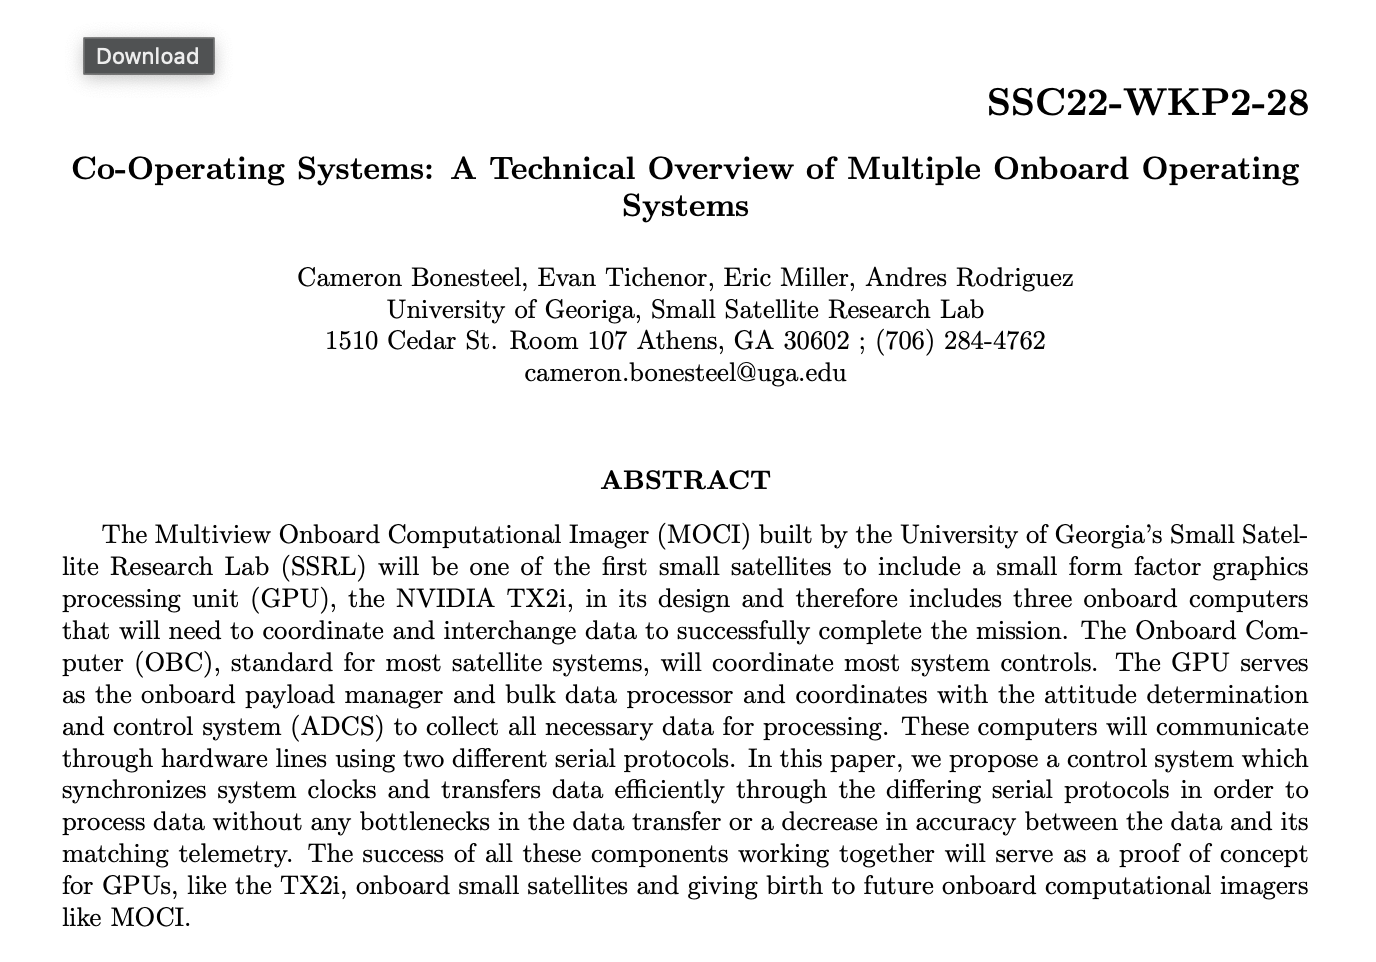 Download
SSC22-WKP2-28
Co-Operating Systems: A Technical Overview of Multiple Onboard Operating
Systems
Cameron Bonesteel, Evan Tichenor, Eric Miller, Andres Rodriguez
University of Georiga, Small Satellite Research Lab
1510 Cedar St. Room 107 Athens, GA 30602 ; (706) 284-4762
cameron.bonesteel@uga.edu
ABSTRACT
The Multiview Onboard Computational Imager (MOCI) built by the University of Georgia's Small Satel-
lite Research Lab (SSRL) will be one of the first small satellites to include a small form factor graphics
processing unit (GPU), the NVIDIA TX2i, in its design and therefore includes three onboard computers
that will need to coordinate and interchange data to successfully complete the mission. The Onboard Com-
puter (OBC), standard for most satellite systems, will coordinate most system controls. The GPU serves
as the onboard payload manager and bulk data processor and coordinates with the attitude determination
and control system (ADCS) to collect all necessary data for processing. These computers will communicate
through hardware lines using two different serial protocols. In this paper, we propose a control system which
synchronizes system clocks and transfers data efficiently through the differing serial protocols in order to
process data without any bottlenecks in the data transfer or a decrease in accuracy between the data and its
matching telemetry. The success of all these components working together will serve as a proof of concept
for GPUs, like the TX2i, onboard small satellites and giving birth to future onboard computational imagers
like MOCI.